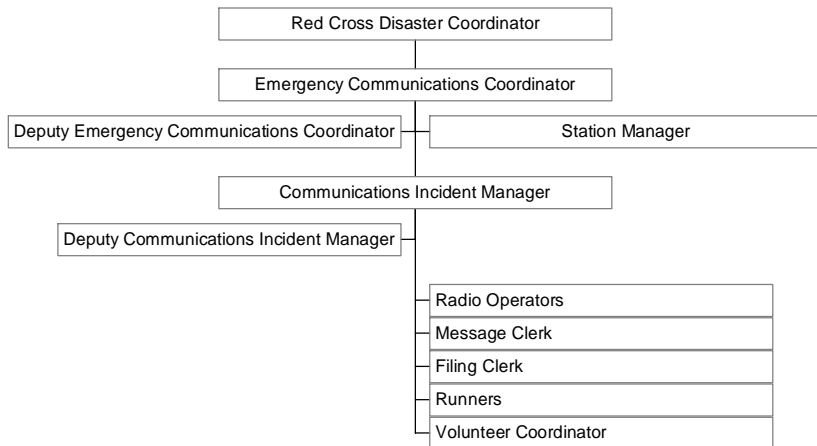 Red Cross Disaster Coordinator
Emergency Communications Coordinator
Deputy Emergency Communications Coordinator
Station Manager
Communications Incident Manager
Deputy Communications Incident Manager
Radio Operators
Message Clerk
Filing Clerk
Runners
Volunteer Coordinator